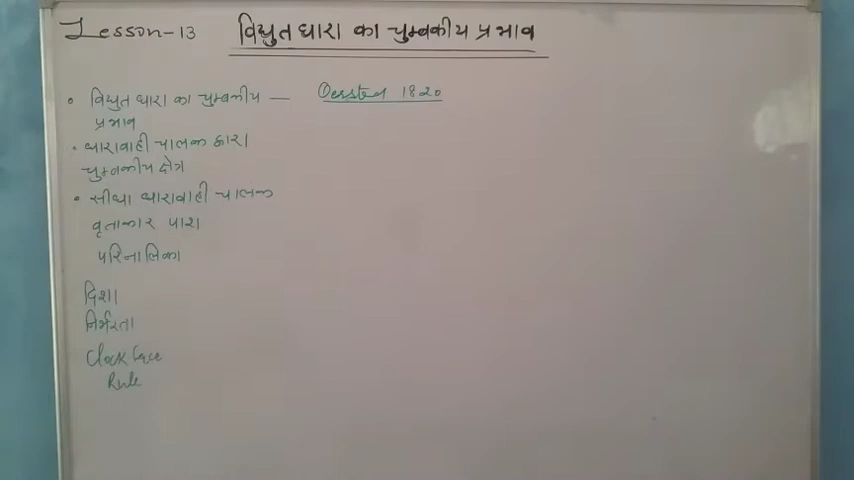 Lesson-13 विद्युत धारा का चुम्बकीय प्रभाव
• विद्युत धारा का चुम्बकीय — Oersted 1820
प्रभाव
• धारावाही चालक द्वारा
चुम्बकीय क्षेत्र
• सीधा धारावाही चालक
वृताकार पाश
परिनालिका
दिशा
निर्भरता
Clock face
Rule